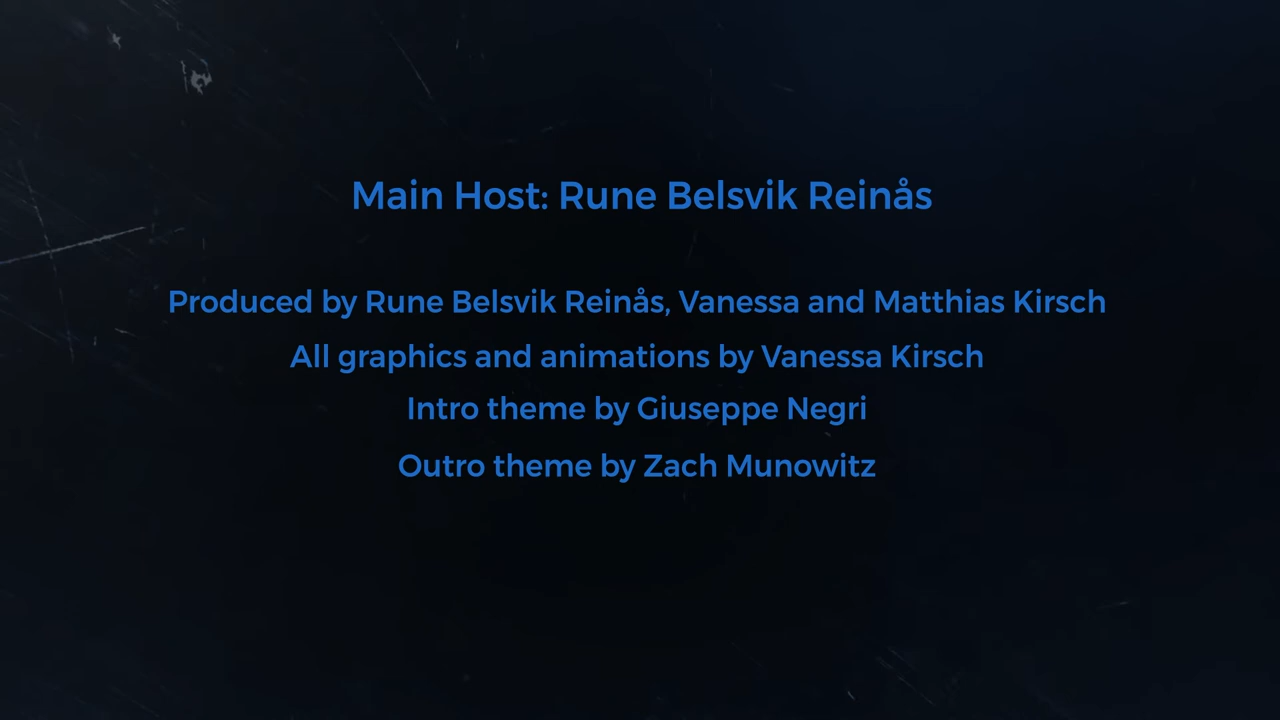 Main Host: Rune Belsvik Reinås
Produced by Rune Belsvik Reinås, Vanessa and Matthias Kirsch
All graphics and animations by Vanessa Kirsch
Intro theme by Giuseppe Negri
Outro theme by Zach Munowitz